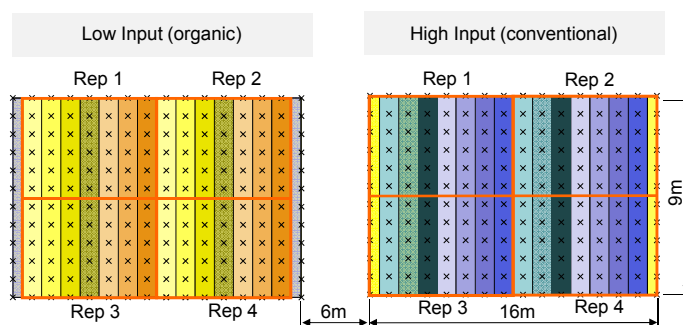 Low Input (organic)
High Input (conventional)
Rep 1
Rep 2
Rep 1
Rep 2
9m
Rep 3
Rep 4
6m
Rep 3
16m
Rep 4